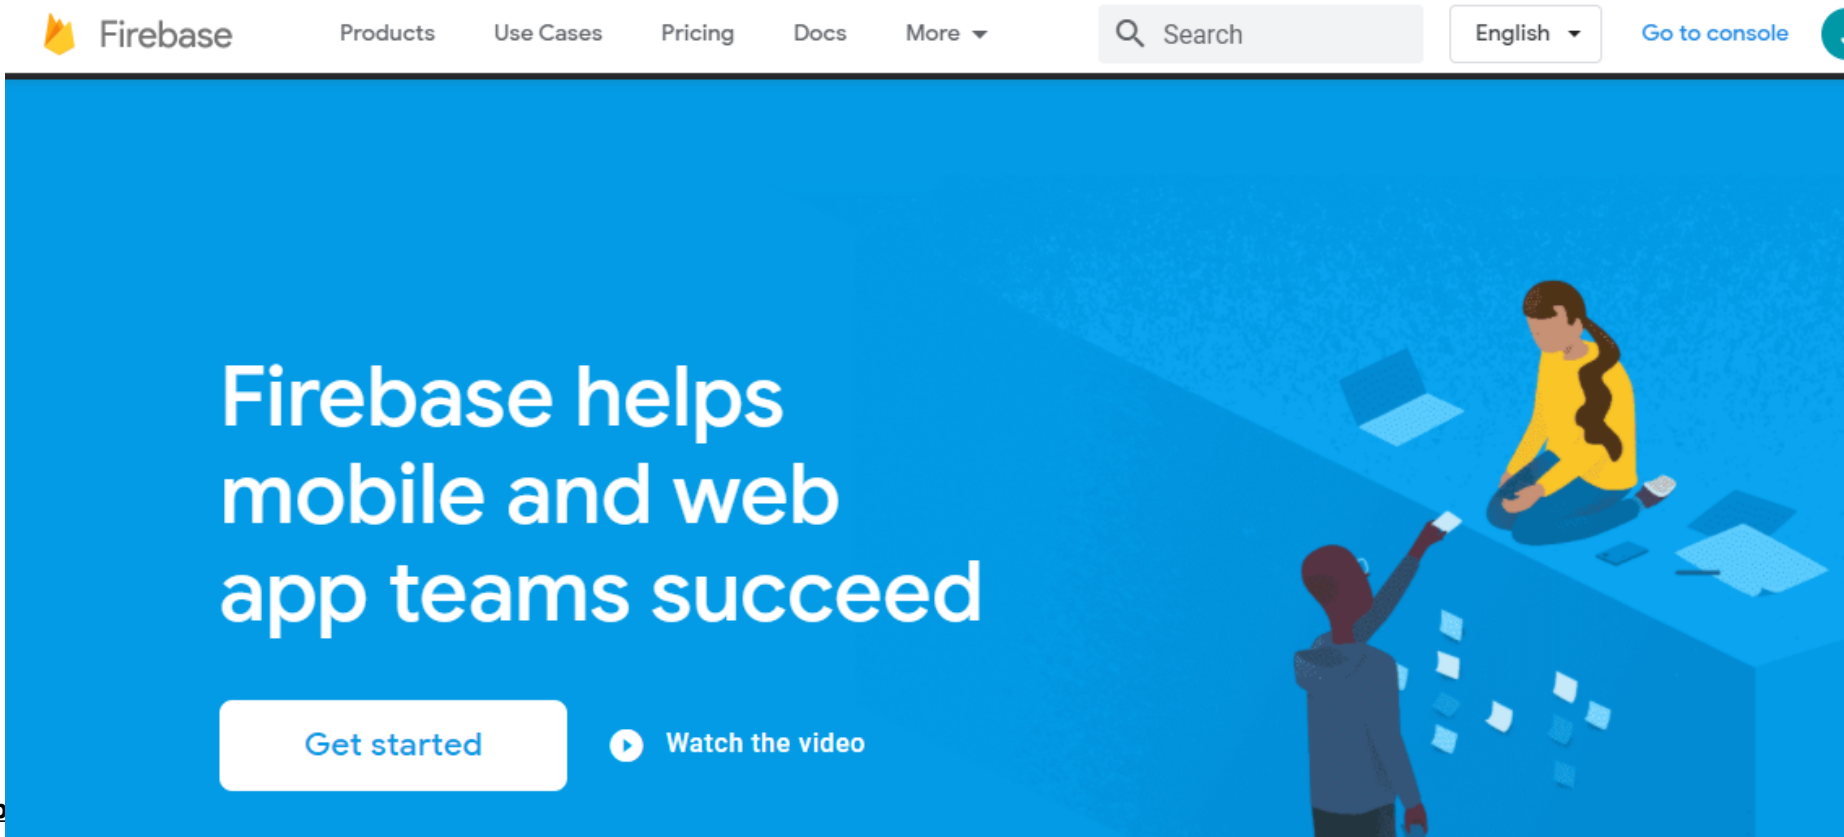 Firebase Products Use Cases Pricing Docs More Search English Go to console
Firebase helps
mobile and web
app teams succeed
Get started Watch the video